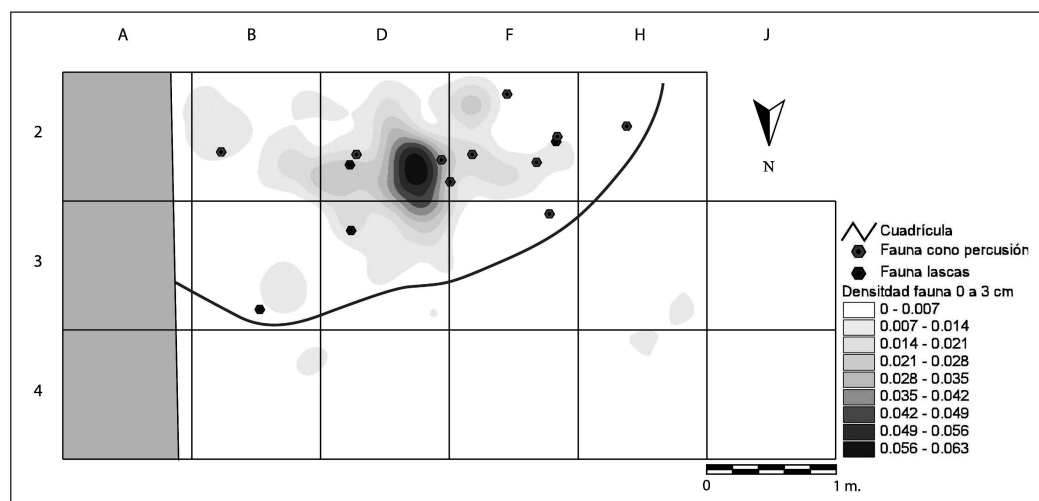 A B D F H J
2
3
4
N
Cuadrícula
Fauna cono percusión
Fauna lascas
Densitdad fauna 0 a 3 cm
0 - 0.007
0.007 - 0.014
0.014 - 0.021
0.021 - 0.028
0.028 - 0.035
0.035 - 0.042
0.042 - 0.049
0.049 - 0.056
0.056 - 0.063
0 1 m.